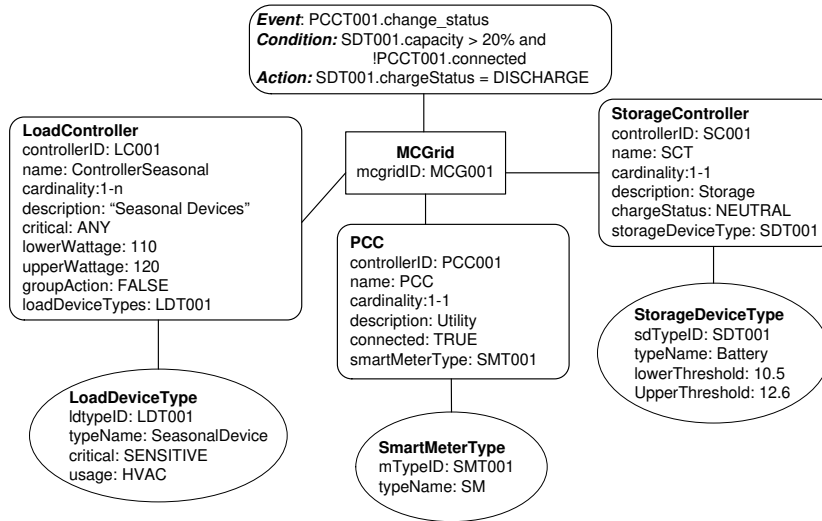 Event: PCCT001.change_status
Condition: SDT001.capacity > 20% and
!PCCT001.connected
Action: SDT001.chargeStatus = DISCHARGE
LoadController
controllerID: LC001
name: ControllerSeasonal
cardinality:1-n
description: “Seasonal Devices”
critical: ANY
lowerWattage: 110
upperWattage: 120
groupAction: FALSE
loadDeviceTypes: LDT001
MCGrid
mcgridID: MCG001
StorageController
controllerID: SC001
name: SCT
cardinality:1-1
description: Storage
chargeStatus: NEUTRAL
storageDeviceType: SDT001
PCC
controllerID: PCC001
name: PCC
cardinality:1-1
description: Utility
connected: TRUE
smartMeterType: SMT001
LoadDeviceType
ldtypeID: LDT001
typeName: SeasonalDevice
critical: SENSITIVE
usage: HVAC
SmartMeterType
mTypeID: SMT001
typeName: SM
StorageDeviceType
sdTypeID: SDT001
typeName: Battery
lowerThreshold: 10.5
UpperThreshold: 12.6